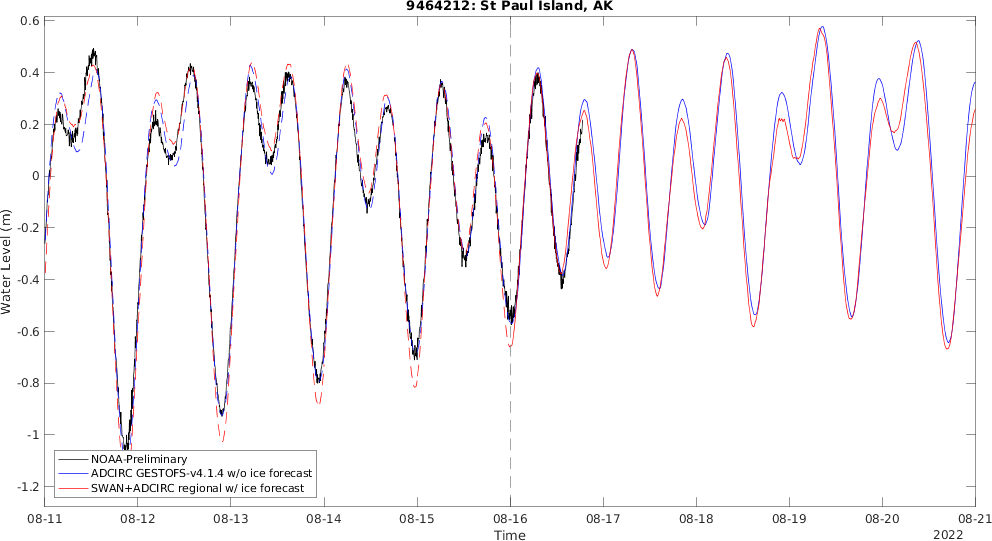 9464212: St Paul Island, AK
0.6
0.4
0.2
0
-0.2
-0.4
-0.6
-0.8
-1
-1.2
Water Level (m)
NOAA-Preliminary
ADCIRC GESTOFS-v4.1.4 w/o ice forecast
SWAN+ADCIRC regional w/ ice forecast
08-11 08-12 08-13 08-14 08-15 08-16 08-17 08-18 08-19 08-20 08-21
Time
2022